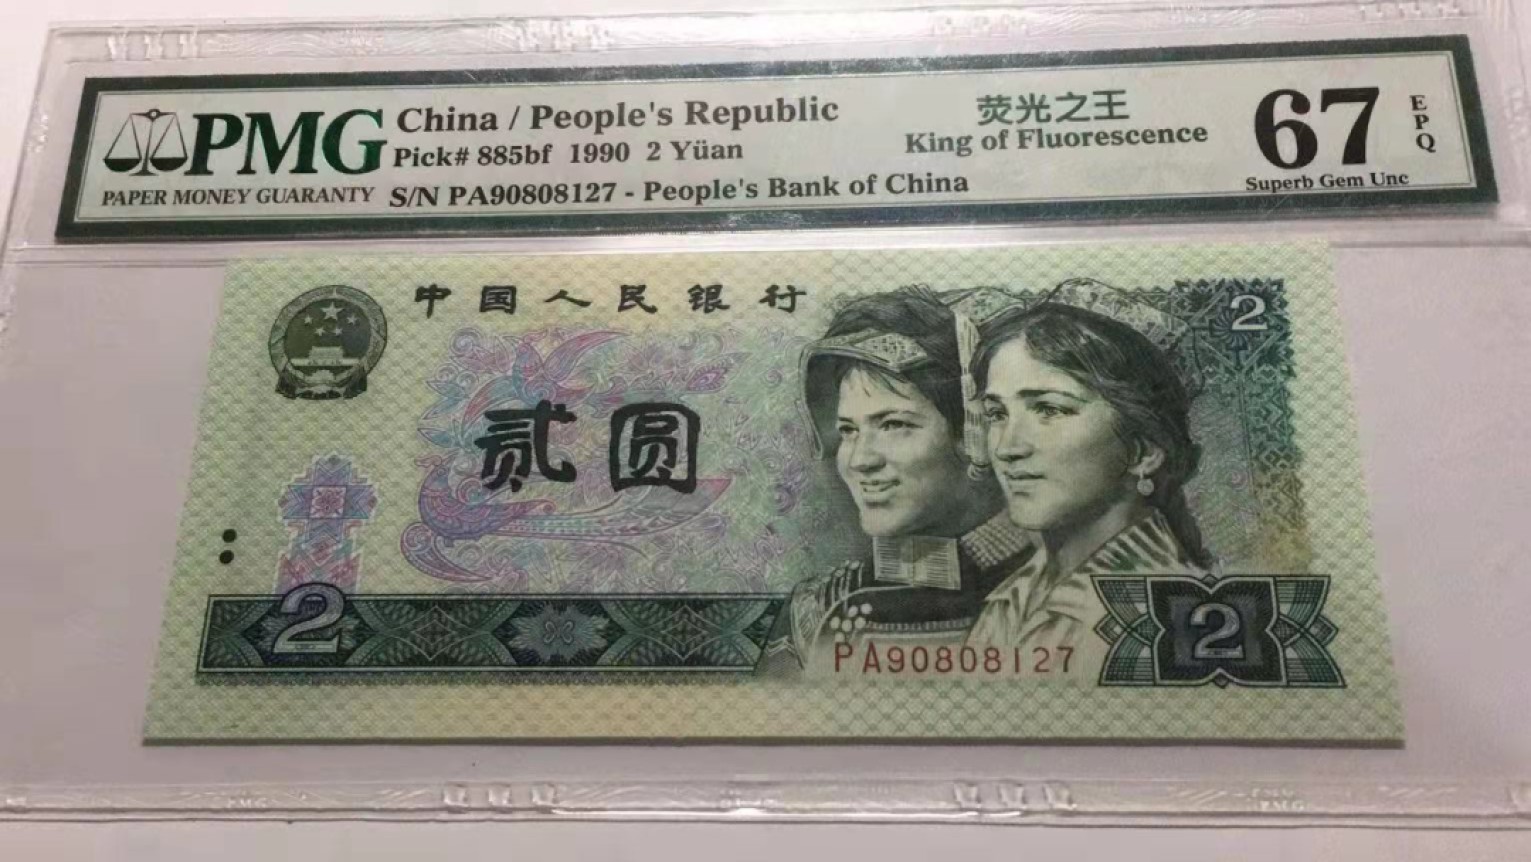 PMG
PAPER MONEY GUARANTY
China / People's Republic
Pick# 885bf 1990 2 Yüan
S/N PA90808127 - People's Bank of China
荧光之王
King of Fluorescence
67
EPQ
Superb Gem Unc
中国人民银行
2
贰圆
2
2
PA90808127